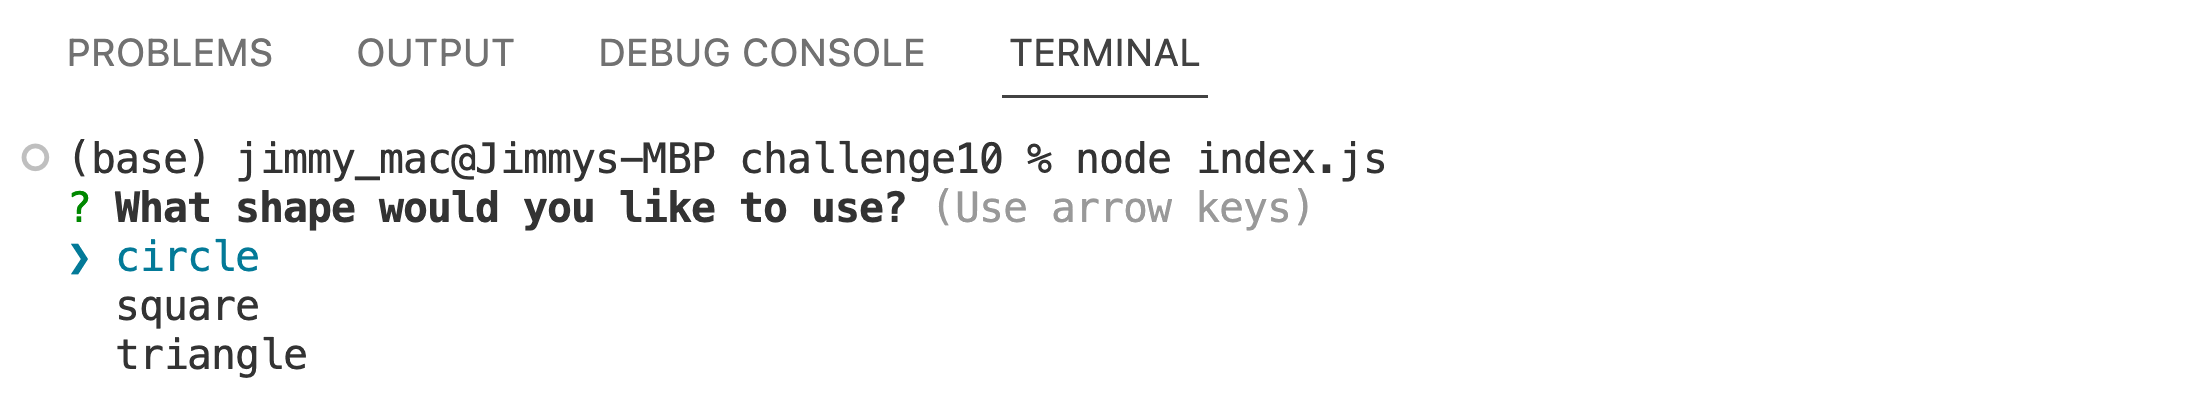 PROBLEMS OUTPUT DEBUG CONSOLE TERMINAL
(base) jimmy_mac@Jimmys-MBP challenge10 % node index.js
? What shape would you like to use? (Use arrow keys)
❯ circle
square
triangle